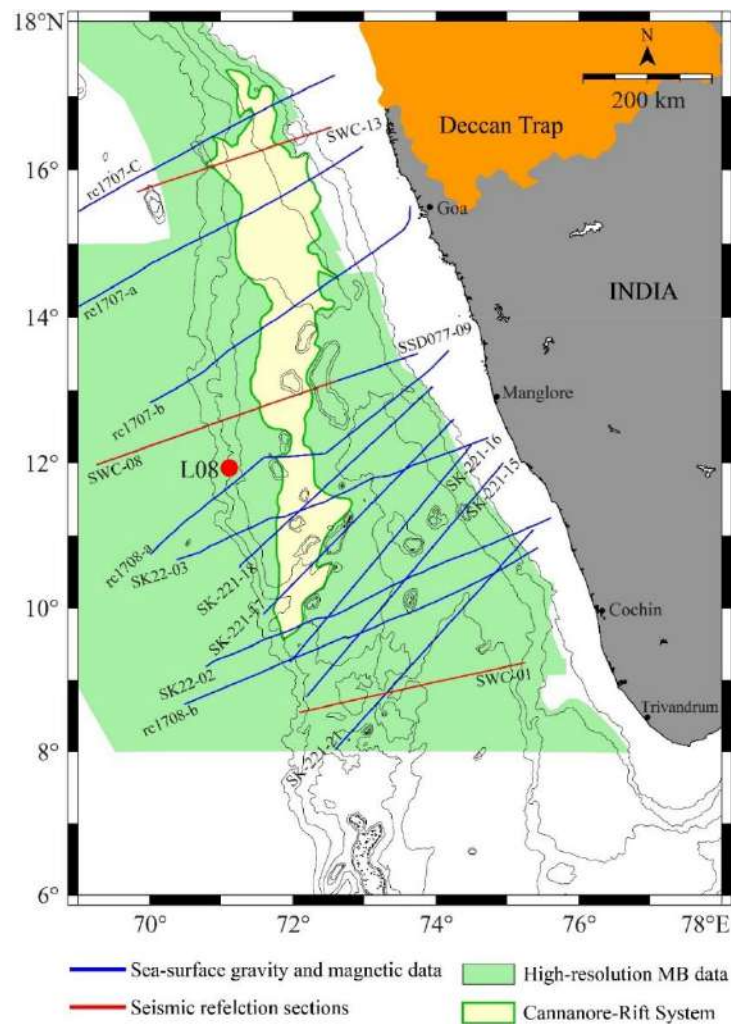 18°N
16°
14°
12°
10°
8°
6°
70°
72°
74°
76°
78°E
N
200 km
Deccan Trap
Goa
INDIA
Manglore
Cochin
Trivandrum
rc1707-C
SWC-13
rc1707-a
rc1707-b
SSD077-09
SWC-08
L08
rc1708-a
SK22-03
SK-221-18
SK-221-17
SK-221-16
SK-221-15
SK22-02
rc1708-b
SWC-01
SK-221-21
Sea-surface gravity and magnetic data
High-resolution MB data
Seismic refelction sections
Cannanore-Rift System